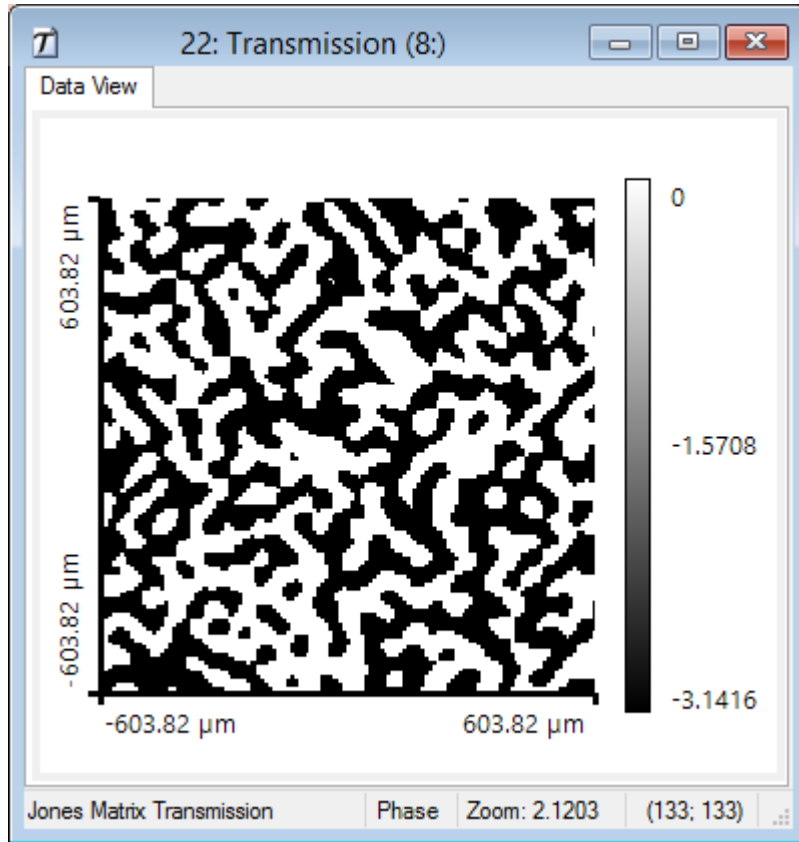 22: Transmission (8:)
Data View
603.82 µm
-603.82 µm
-603.82 µm
603.82 µm
0
-1.5708
-3.1416
Jones Matrix Transmission
Phase
Zoom: 2.1203
(133; 133)